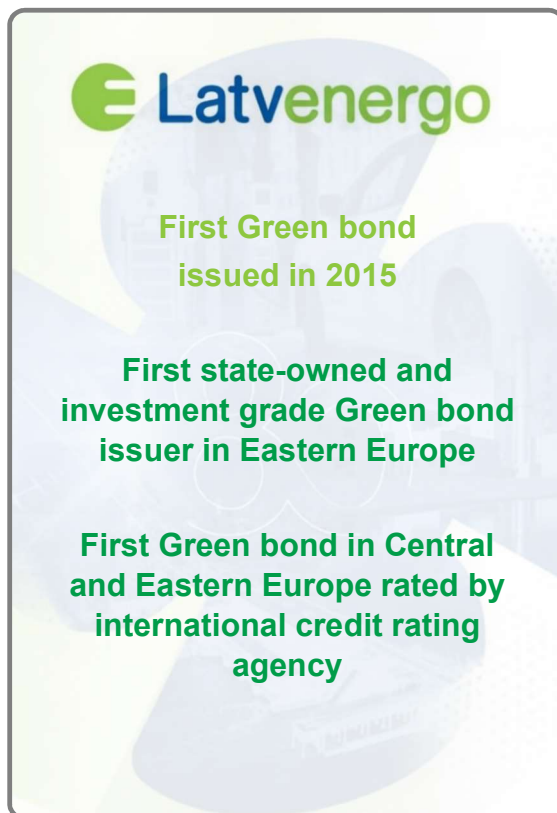 Latvenergo
First Green bond
issued in 2015
First state-owned and
investment grade Green bond
issuer in Eastern Europe
First Green bond in Central
and Eastern Europe rated by
international credit rating
agency